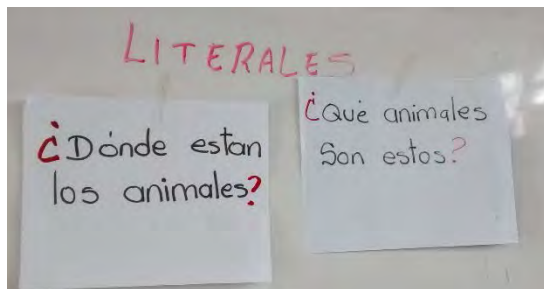 LITERALES
¿Dónde estan
los animales?
¿Qué animales
Son estos?